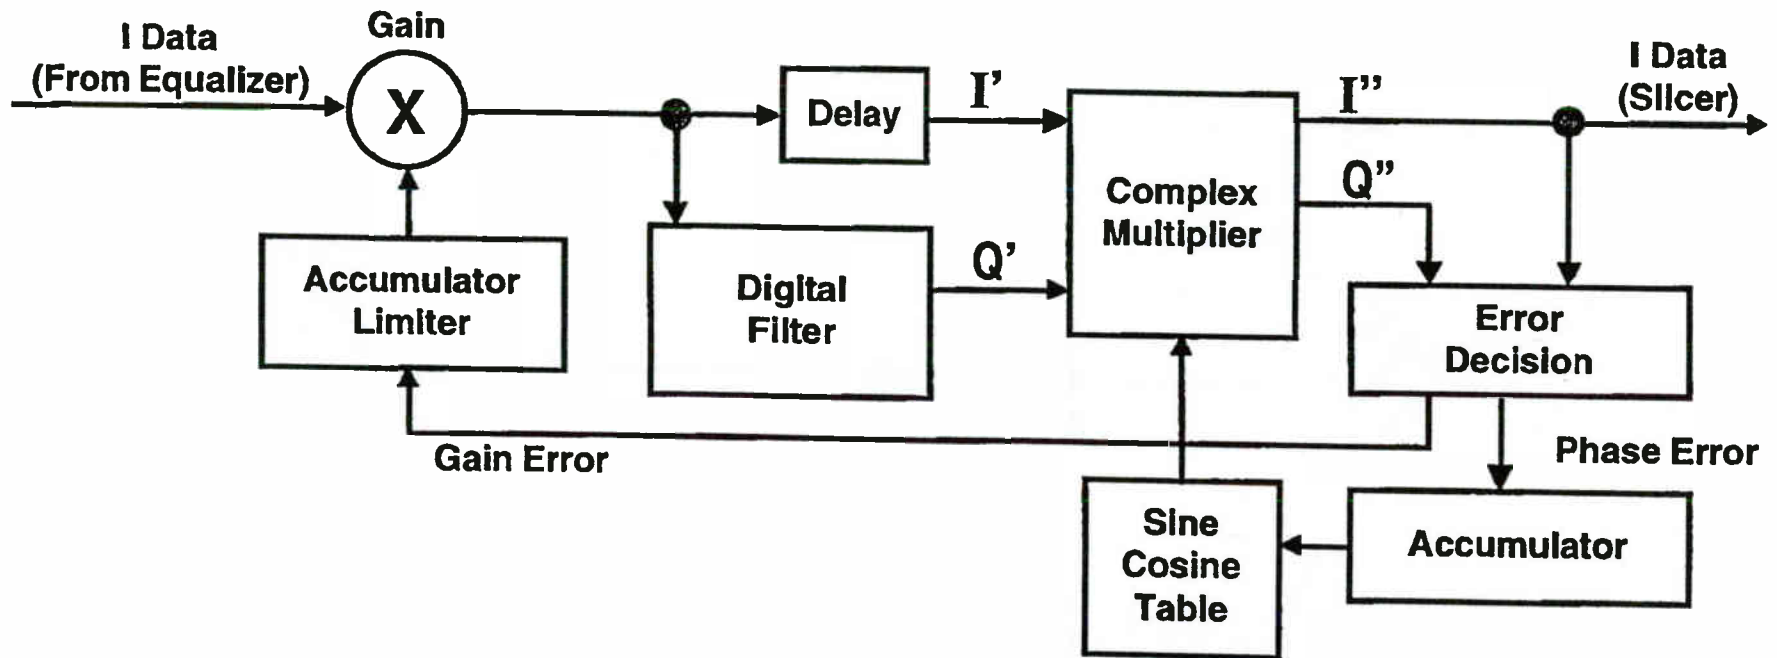 Gain
I Data
(From Equalizer)
X
Delay
I’
Complex
Multiplier
I”
I Data
(Slicer)
Q”
Accumulator
Limiter
Digital
Filter
Q’
Error
Decision
Gain Error
Phase Error
Sine
Cosine
Table
Accumulator